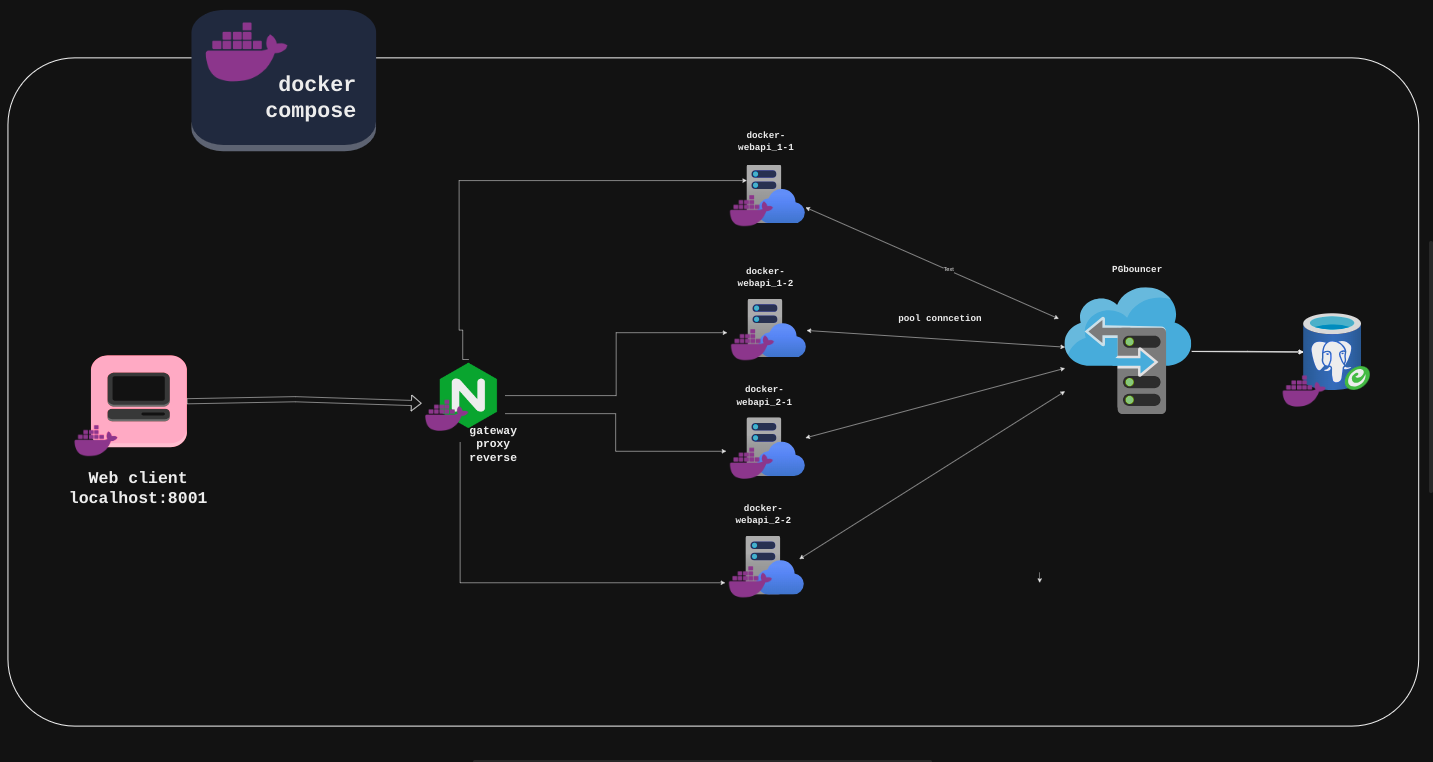 docker
compose
docker-
webapi_1-1
docker-
webapi_1-2
Text
PGbouncer
pool conncetion
docker-
webapi_2-1
gateway
proxy
reverse
Web client
localhost:8001
docker-
webapi_2-2